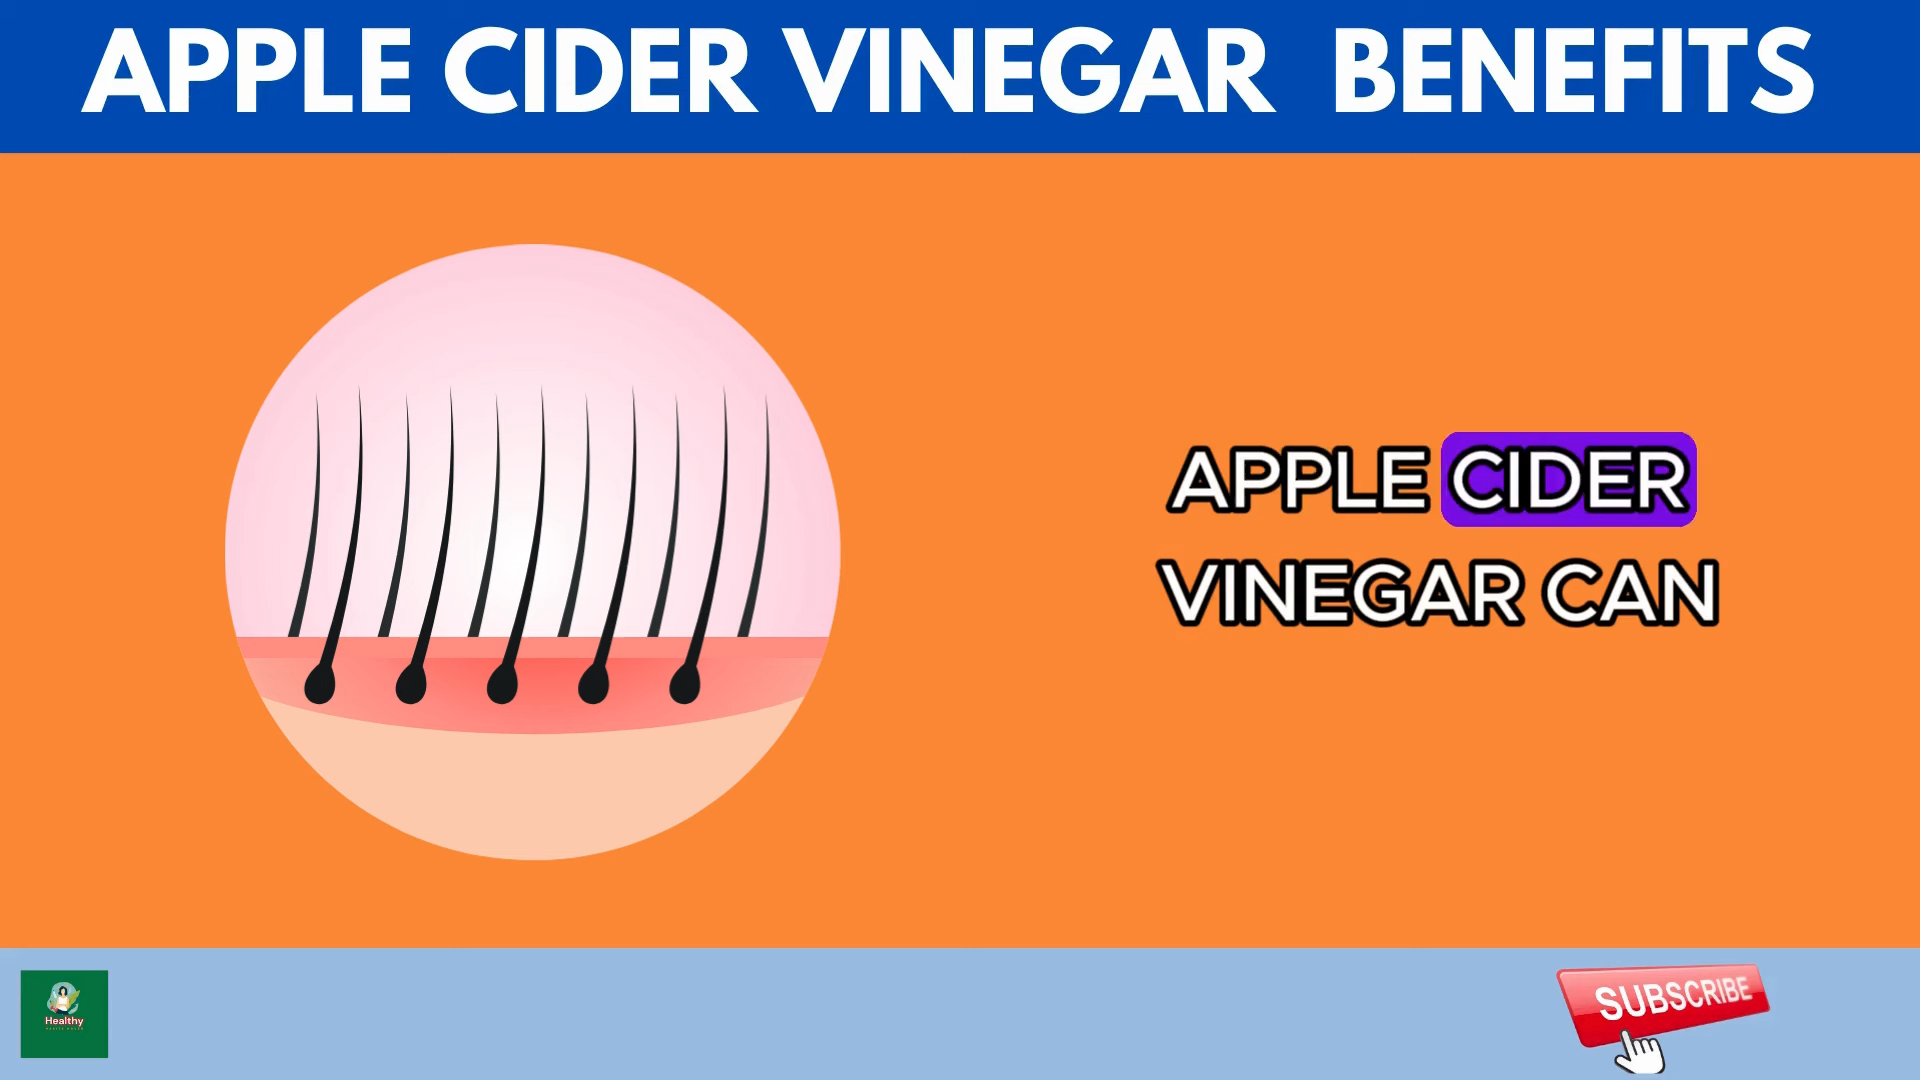 APPLE CIDER VINEGAR BENEFITS
APPLE CIDER
VINEGAR CAN
Healthy
SUBSCRIBE